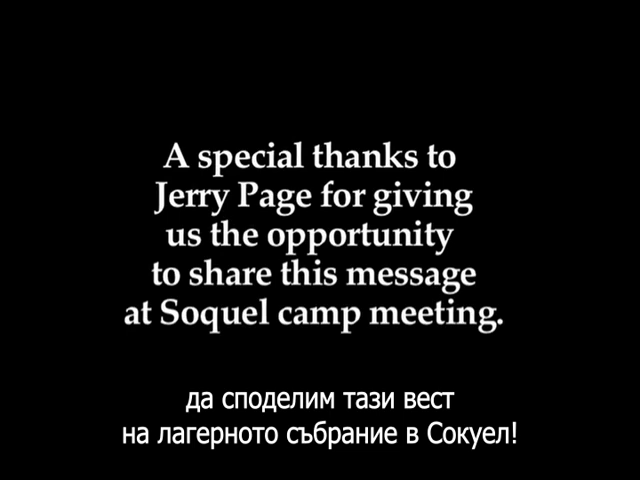 A special thanks to
Jerry Page for giving
us the opportunity
to share this message
at Soquel camp meeting.
да споделим тази вест
на лагерното събрание в Сокуел!